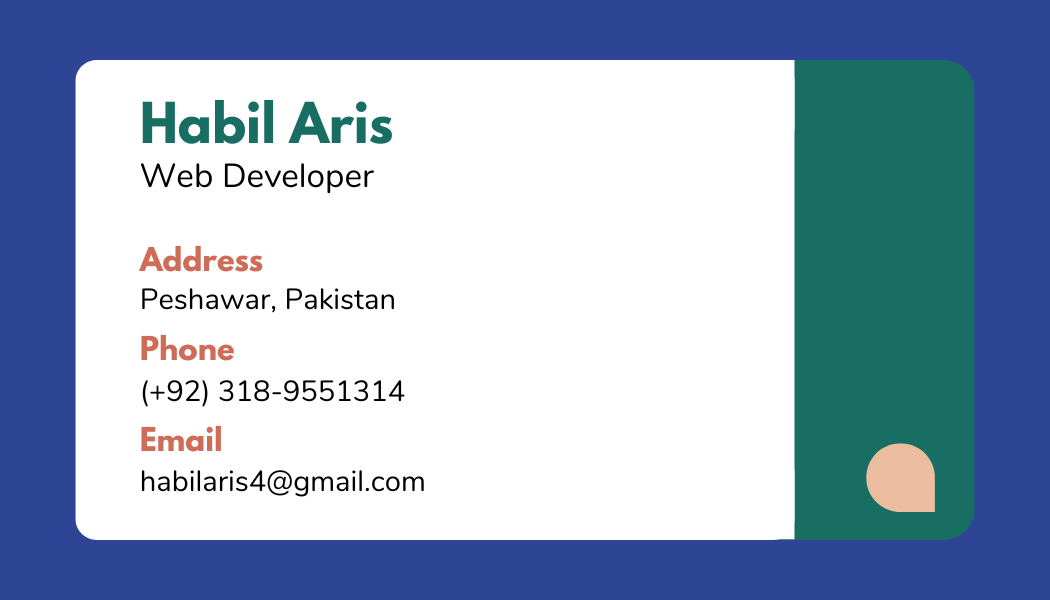 Habil Aris
Web Developer
Address
Peshawar, Pakistan
Phone
(+92) 318-9551314
Email
habilaris4@gmail.com